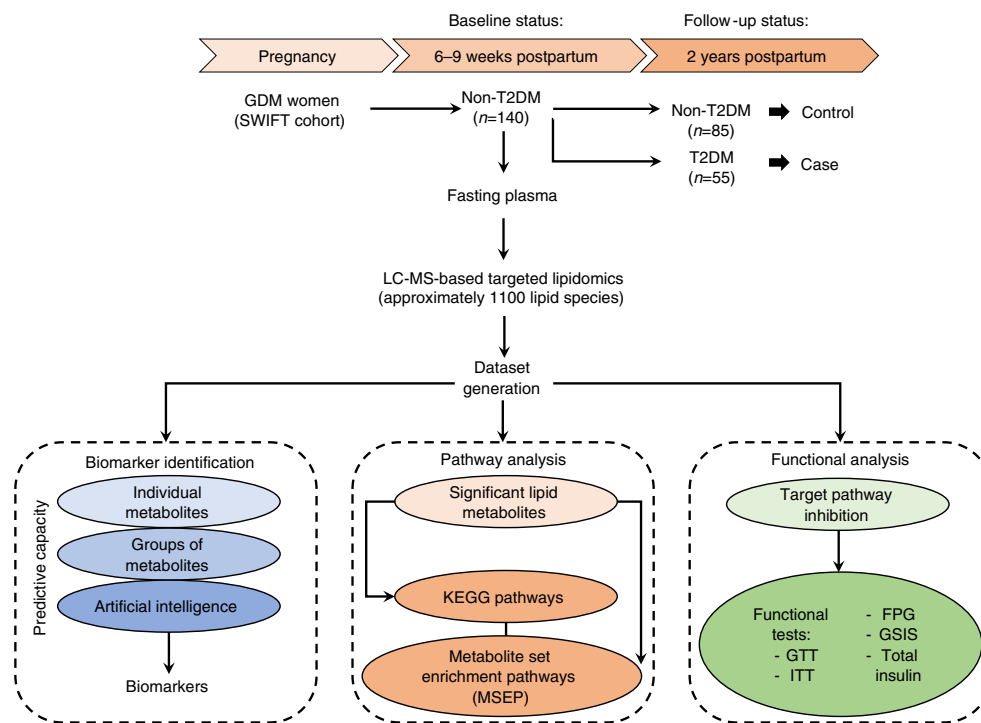 Baseline status:
Follow-up status:
Pregnancy
6–9 weeks postpartum
2 years postpartum
GDM women
(SWIFT cohort)
Non-T2DM
(n=140)
Non-T2DM
(n=85)
Control
T2DM
(n=55)
Case
Fasting plasma
LC-MS-based targeted lipidomics
(approximately 1100 lipid species)
Dataset
generation
Predictive capacity
Biomarker identification
Individual
metabolites
Groups of
metabolites
Artificial intelligence
Biomarkers
Pathway analysis
Significant lipid
metabolites
KEGG pathways
Metabolite set
enrichment pathways
(MSEP)
Functional analysis
Target pathway
inhibition
Functional
tests:
- GTT
- ITT
- FPG
- GSIS
- Total
insulin